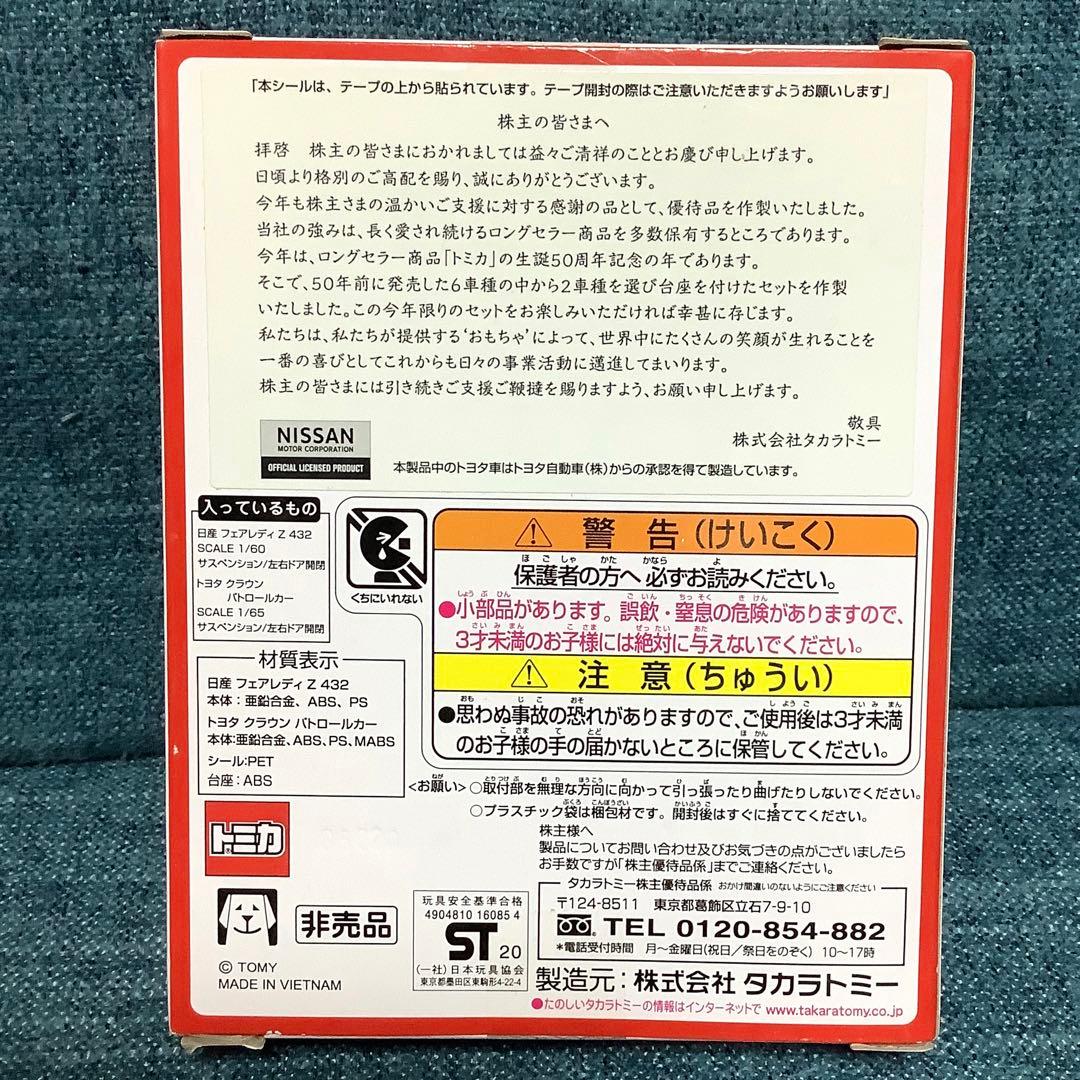 「本シールは、テープの上から貼られています。テープ開封の際はご注意いただきますようお願いします」
株主の皆さまへ
拝啓　株主の皆さまにおかれましては益々ご清祥のこととお慶び申し上げます。
日頃より格別のご高配を賜り、誠にありがとうございます。
今年も株主さまの温かいご支援に対する感謝の品として、優待品を作製いたしました。
当社の強みは、長く愛され続けるロングセラー商品を多数保有するところであります。
今年は、ロングセラー商品「トミカ」の生誕50周年記念の年であります。
そこで、50年前に発売した6車種の中から2車種を選び台座を付けたセットを作製
いたしました。この今年限りのセットをお楽しみいただければ幸甚に存じます。
私たちは、私たちが提供する‘おもちゃ’によって、世界中にたくさんの笑顔が生れることを
一番の喜びとしてこれからも日々の事業活動に邁進してまいります。
株主の皆さまには引き続きご支援ご鞭撻を賜りますよう、お願い申し上げます。
敬具
株式会社タカラトミー
NISSAN
MOTOR CORPORATION
OFFICIAL LICENSED PRODUCT
本製品中のトヨタ車はトヨタ自動車(株)からの承認を得て製造しています。
入っているもの
日産 フェアレディ Z 432
SCALE 1/60
サスペンション/左右ドア開閉
トヨタ クラウン
パトロールカー
SCALE 1/65
サスペンション/左右ドア開閉
くちにいれない
警告(けいこく)
保護者の方へ 必ずお読みください。
●小部品があります。誤飲・窒息の危険がありますので、
3才未満のお子様には絶対に与えないでください。
注意(ちゅうい)
●思わぬ事故の恐れがありますので、ご使用後は3才未満
のお子様の手の届かないところに保管してください。
材質表示
日産 フェアレディ Z 432
本体：亜鉛合金、ABS、PS
トヨタ クラウン パトロールカー
本体:亜鉛合金、ABS、PS、MABS
シール:PET
台座：ABS
<お願い> ○取付部を無理な方向に向かって引っ張ったり曲げたりしないでください。
○プラスチック袋は梱包材です。開封後はすぐに捨ててください。
株主様へ
製品についてお問い合わせ及びお気づきの点がございましたら
お手数ですが「株主優待品係」までご連絡ください。
トミカ
非売品
© TOMY
MADE IN VIETNAM
玩具安全基準合格
4904810 16085 4
ST 20
(一社)日本玩具協会
東京都墨田区東駒形4-22-4
タカラトミー株主優待品係 おかけ間違いのないようにご注意ください
〒124-8511　東京都葛飾区立石7-9-10
TEL 0120-854-882
*電話受付時間　月～金曜日(祝日/祭日をのぞく) 10～17時
製造元：株式会社 タカラトミー
●たのしいタカラトミーの情報はインターネットで www.takaratomy.co.jp